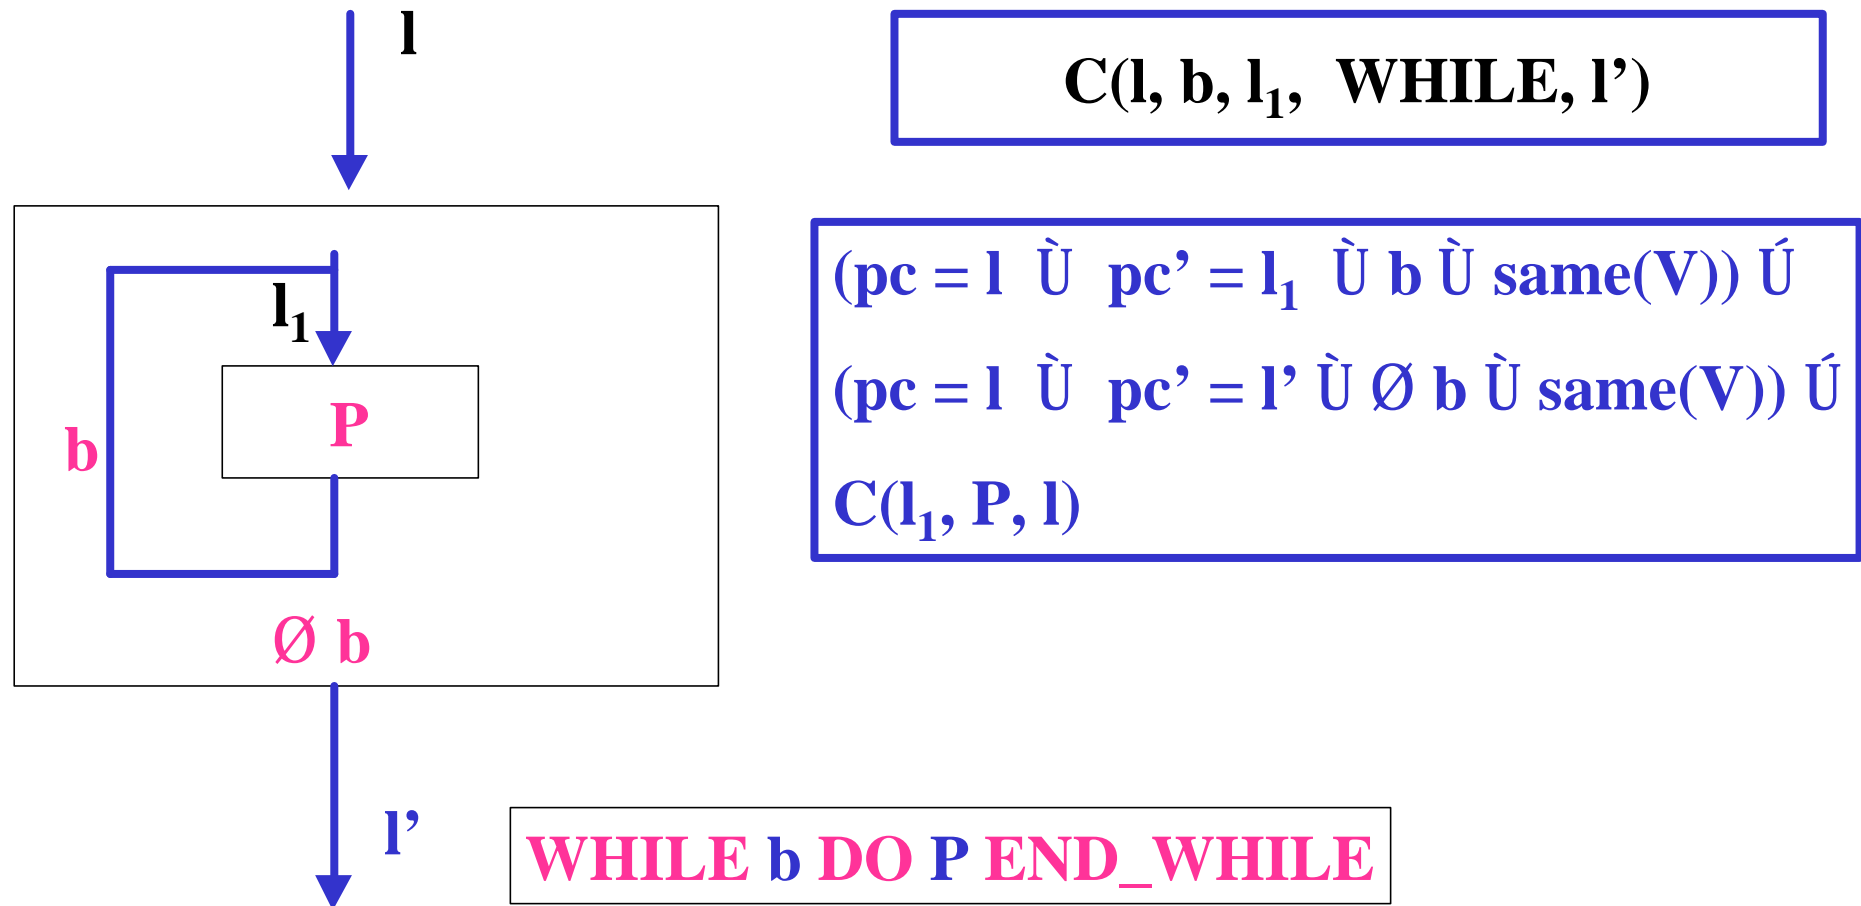 l
C(l, b, l₁, WHILE, l’)
(pc = l Ù pc’ = l₁ Ù b Ù same(V)) Ú
(pc = l Ù pc’ = l’ Ù Ø b Ù same(V)) Ú
C(l₁, P, l)
l₁
P
b
Ø b
l’
WHILE b DO P END_WHILE